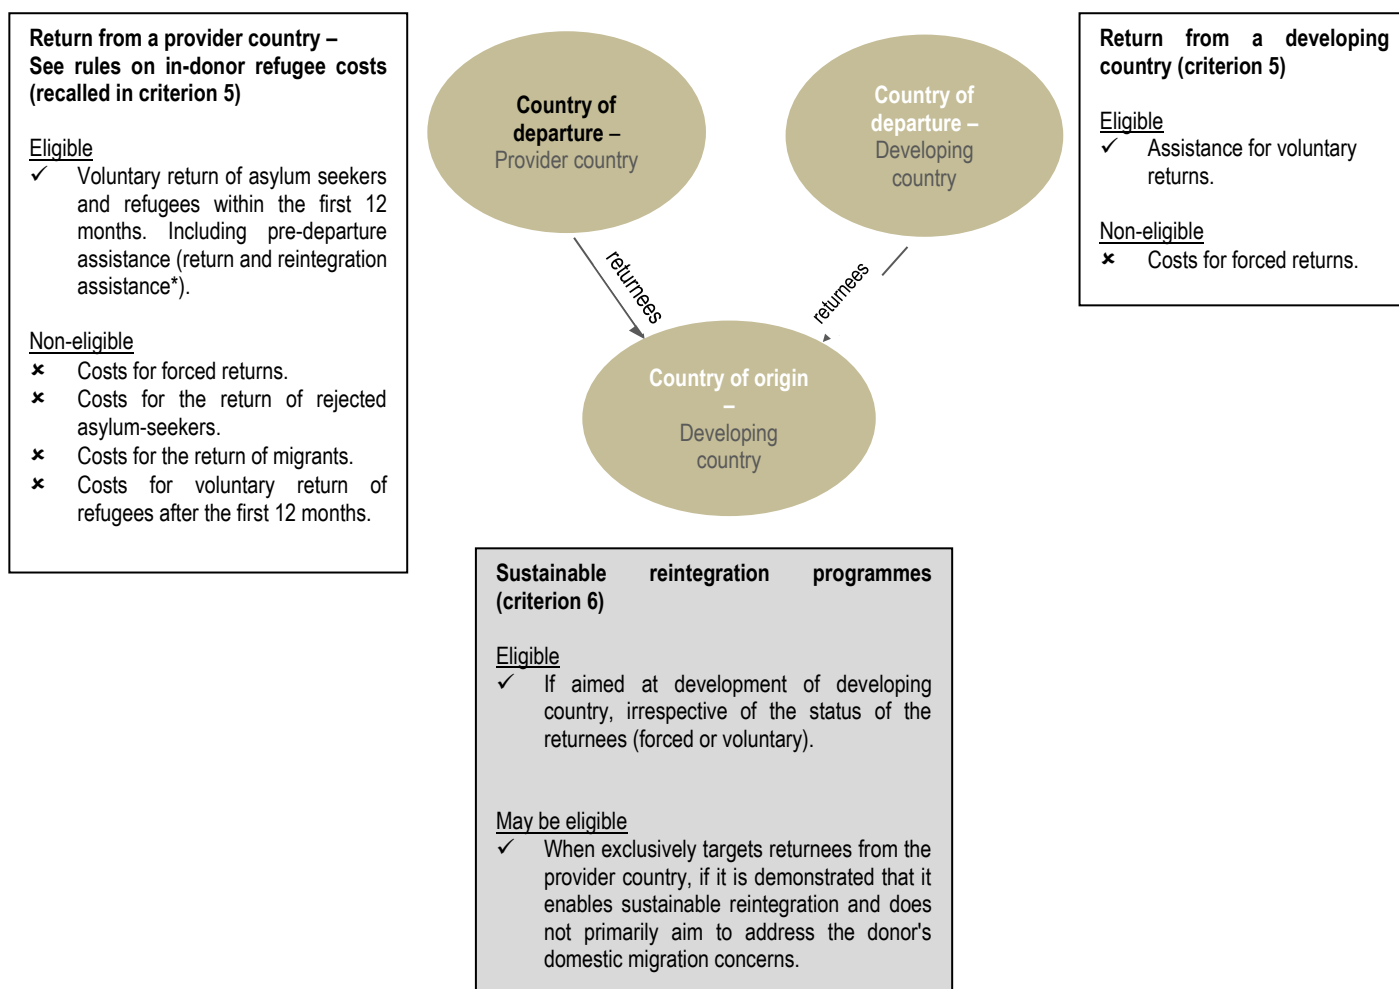 Return from a provider country –
See rules on in-donor refugee costs
(recalled in criterion 5)
Eligible
✓ Voluntary return of asylum seekers
and refugees within the first 12
months. Including pre-departure
assistance (return and reintegration
assistance*).
Non-eligible
✘ Costs for forced returns.
✘ Costs for the return of rejected
asylum-seekers.
✘ Costs for the return of migrants.
✘ Costs for voluntary return of
refugees after the first 12 months.
Country of
departure –
Provider country
Country of
departure –
Developing
country
returnees
returnees
Country of origin
–
Developing
country
Return from a developing
country (criterion 5)
Eligible
✓ Assistance for voluntary
returns.
Non-eligible
✘ Costs for forced returns.
Sustainable reintegration programmes
(criterion 6)
Eligible
✓ If aimed at development of developing
country, irrespective of the status of the
returnees (forced or voluntary).
May be eligible
✓ When exclusively targets returnees from the
provider country, if it is demonstrated that it
enables sustainable reintegration and does
not primarily aim to address the donor's
domestic migration concerns.